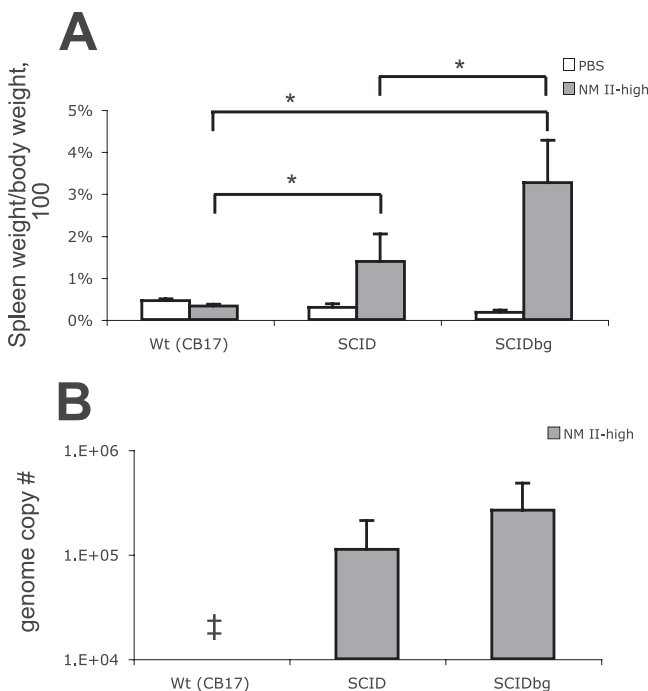 A
PBS
NM II-high
Spleen weight/body weight,
100
5%
4%
3%
2%
1%
0%
*
*
*
Wt (CB17)
SCID
SCIDbg
B
NM II-high
genome copy #
1.E+06
1.E+05
1.E+04
‡
Wt (CB17)
SCID
SCIDbg